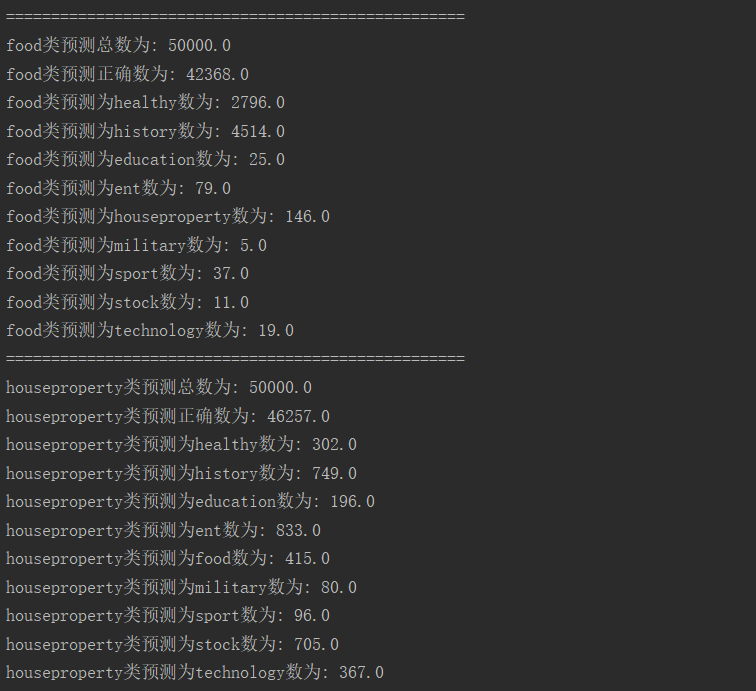 ===================================================
food类预测总数为: 50000.0
food类预测正确数为: 42368.0
food类预测为healthy数为: 2796.0
food类预测为history数为: 4514.0
food类预测为education数为: 25.0
food类预测为ent数为: 79.0
food类预测为houseproperty数为: 146.0
food类预测为military数为: 5.0
food类预测为sport数为: 37.0
food类预测为stock数为: 11.0
food类预测为technology数为: 19.0
===================================================
houseproperty类预测总数为: 50000.0
houseproperty类预测正确数为: 46257.0
houseproperty类预测为healthy数为: 302.0
houseproperty类预测为history数为: 749.0
houseproperty类预测为education数为: 196.0
houseproperty类预测为ent数为: 833.0
houseproperty类预测为food数为: 415.0
houseproperty类预测为military数为: 80.0
houseproperty类预测为sport数为: 96.0
houseproperty类预测为stock数为: 705.0
houseproperty类预测为technology数为: 367.0